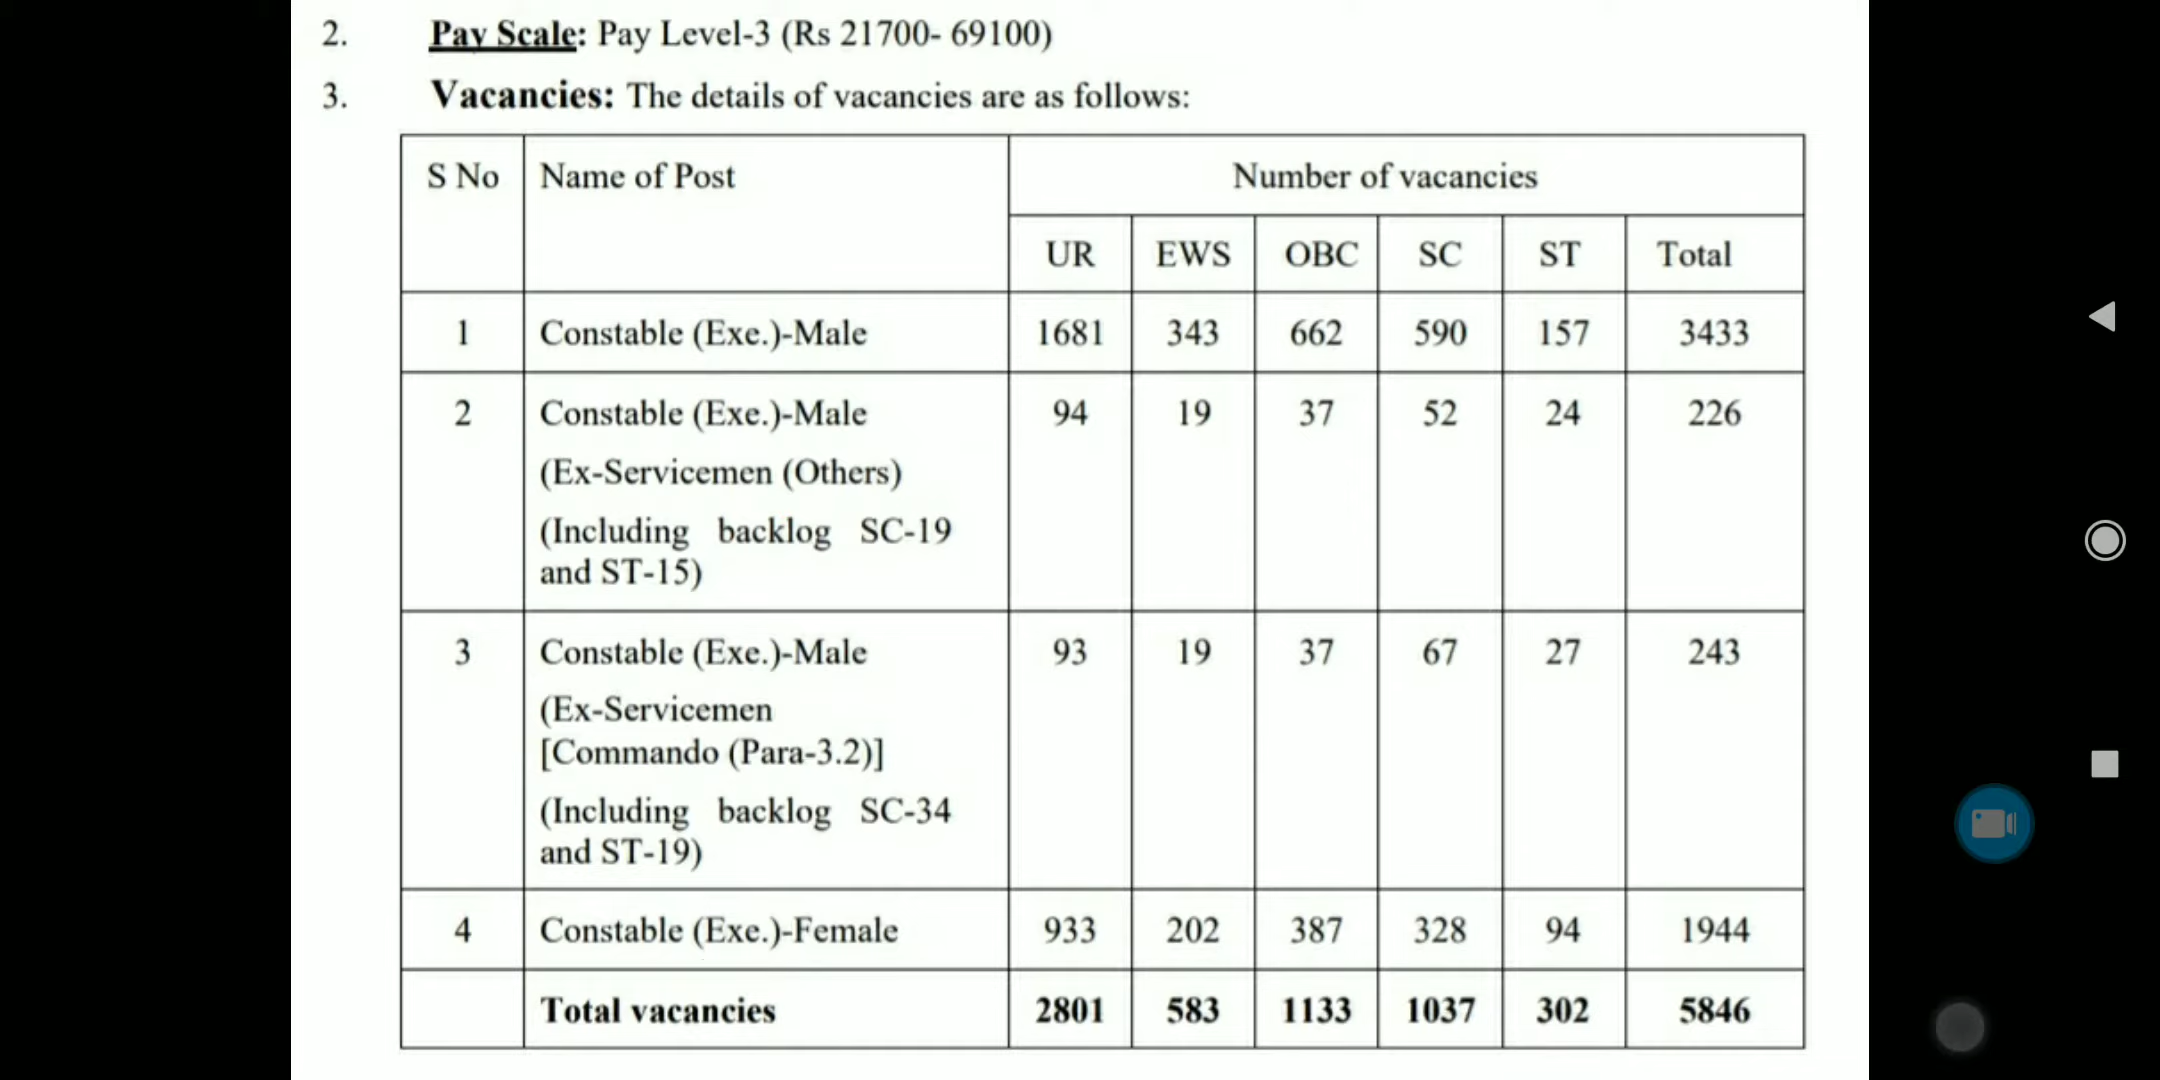 2. Pay Scale: Pay Level-3 (Rs 21700- 69100)
3. Vacancies: The details of vacancies are as follows:
S No Name of Post Number of vacancies
UR EWS OBC SC ST Total
1 Constable (Exe.)-Male 1681 343 662 590 157 3433
2 Constable (Exe.)-Male 94 19 37 52 24 226
(Ex-Servicemen (Others)
(Including backlog SC-19
and ST-15)
3 Constable (Exe.)-Male 93 19 37 67 27 243
(Ex-Servicemen
[Commando (Para-3.2)]
(Including backlog SC-34
and ST-19)
4 Constable (Exe.)-Female 933 202 387 328 94 1944
Total vacancies 2801 583 1133 1037 302 5846